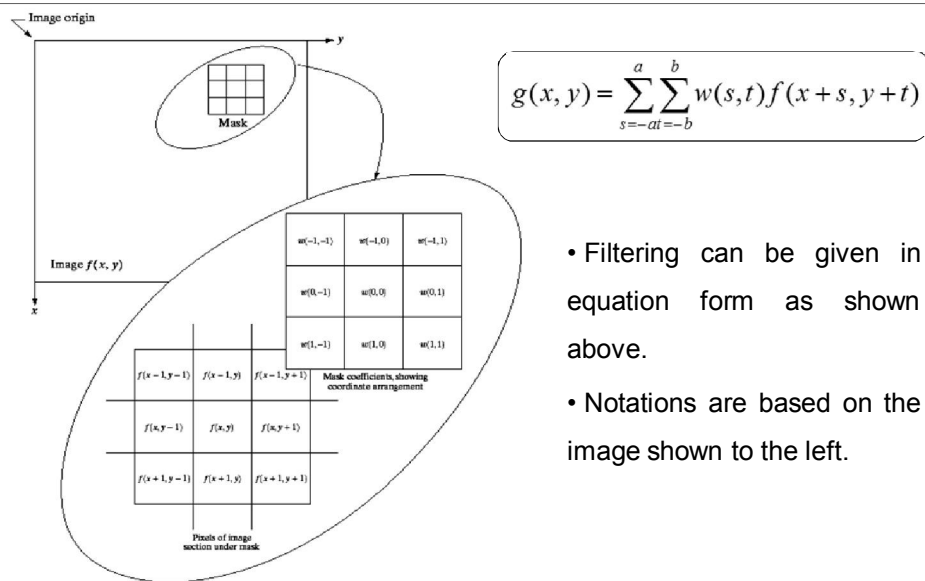 Image origin
y
Mask
Image f(x, y)
x
g(x, y) = \sum_{s=-a}^{a} \sum_{t=-b}^{b} w(s,t) f(x+s, y+t)
w(-1,-1) w(-1,0) w(-1,1)
w(0,-1) w(0,0) w(0,1)
w(1,-1) w(1,0) w(1,1)
Mask coefficients, showing
coordinate arrangement
f(x-1, y-1) f(x-1, y) f(x-1, y+1)
f(x, y-1) f(x, y) f(x, y+1)
f(x+1, y-1) f(x+1, y) f(x+1, y+1)
Pixels of image
section under mask
• Filtering can be given in
equation form as shown
above.
• Notations are based on the
image shown to the left.